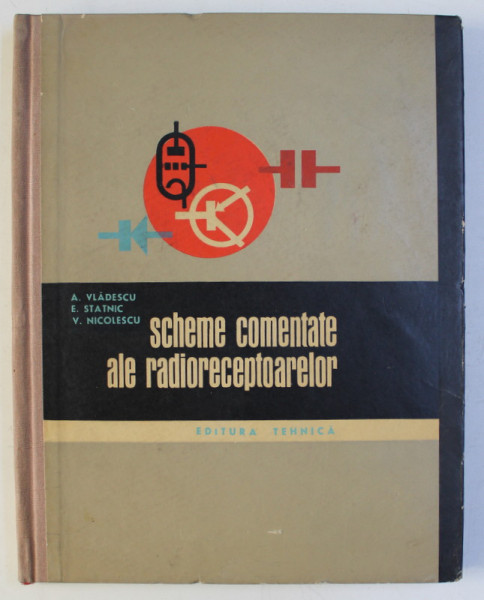 A. VLĂDESCU
E. STATNIC
V. NICOLESCU
scheme comentate
ale radioreceptoarelor
EDITURA TEHNICĂ